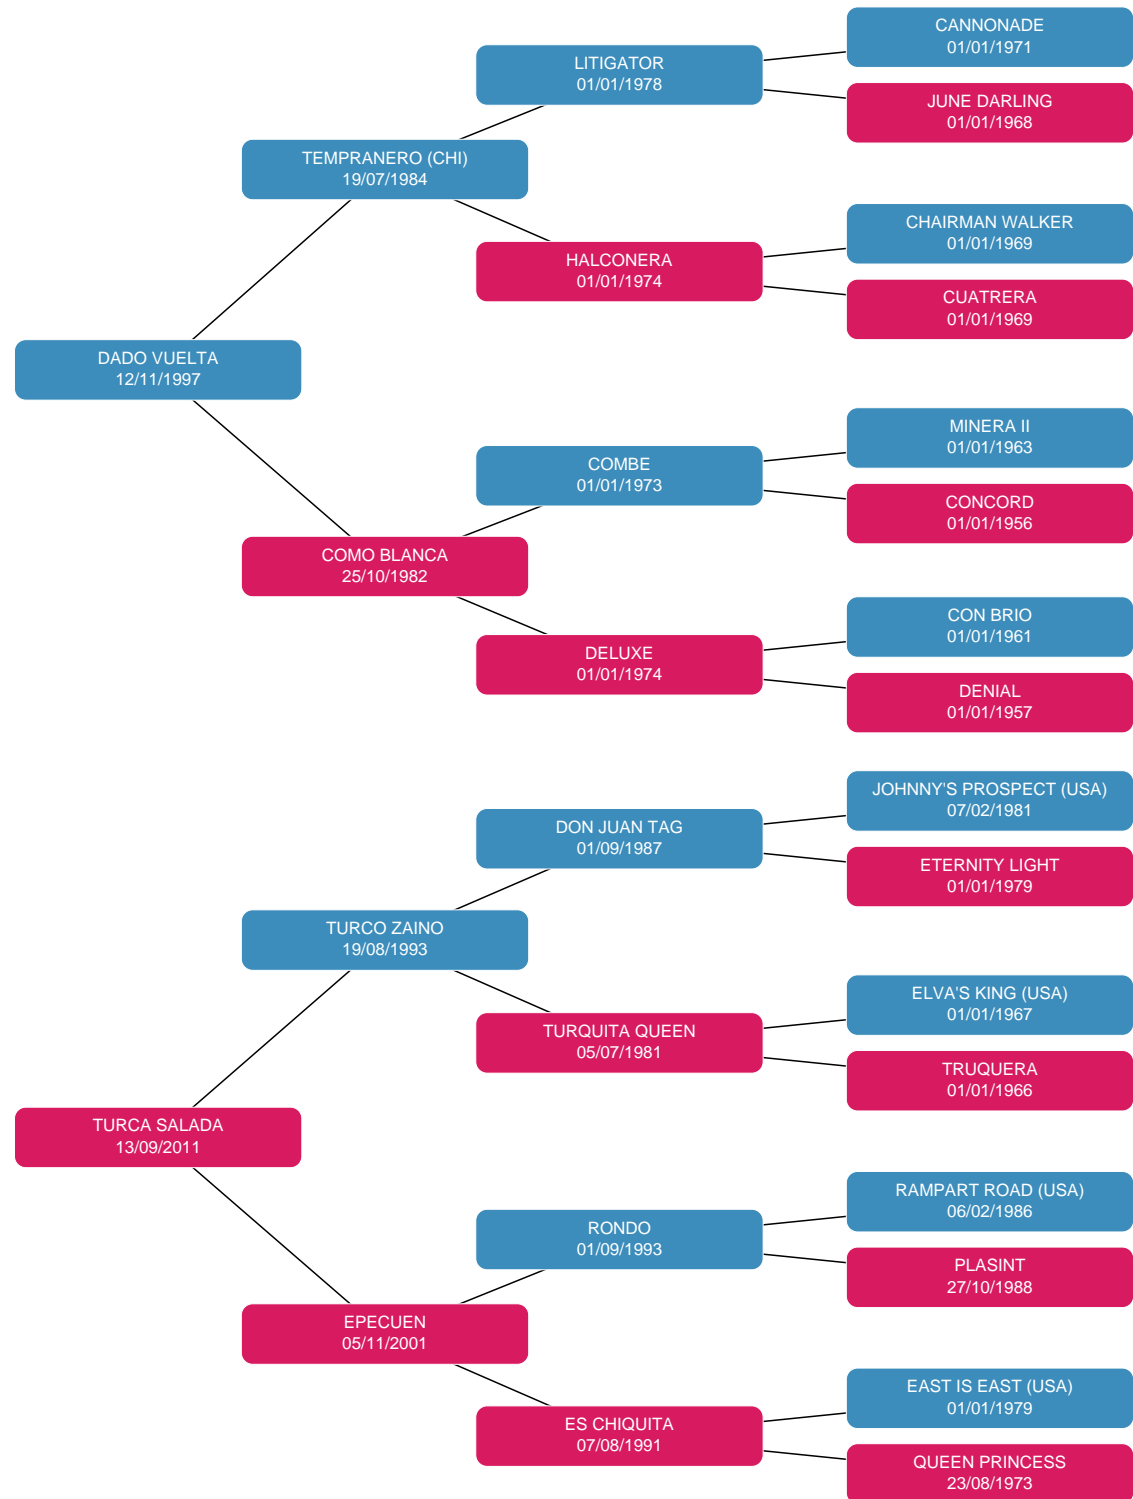 CANNONADE
01/01/1971
LITIGATOR
01/01/1978
JUNE DARLING
01/01/1968
TEMPRANERO (CHI)
19/07/1984
CHAIRMAN WALKER
01/01/1969
HALCONERA
01/01/1974
CUATRERA
01/01/1969
DADO VUELTA
12/11/1997
MINERA II
01/01/1963
COMBE
01/01/1973
CONCORD
01/01/1956
COMO BLANCA
25/10/1982
CON BRIO
01/01/1961
DELUXE
01/01/1974
DENIAL
01/01/1957
JOHNNY'S PROSPECT (USA)
07/02/1981
DON JUAN TAG
01/09/1987
ETERNITY LIGHT
01/01/1979
TURCO ZAINO
19/08/1993
ELVA'S KING (USA)
01/01/1967
TURQUITA QUEEN
05/07/1981
TRUQUERA
01/01/1966
TURCA SALADA
13/09/2011
RAMPART ROAD (USA)
06/02/1986
RONDO
01/09/1993
PLASINT
27/10/1988
EPECUEN
05/11/2001
EAST IS EAST (USA)
01/01/1979
ES CHIQUITA
07/08/1991
QUEEN PRINCESS
23/08/1973